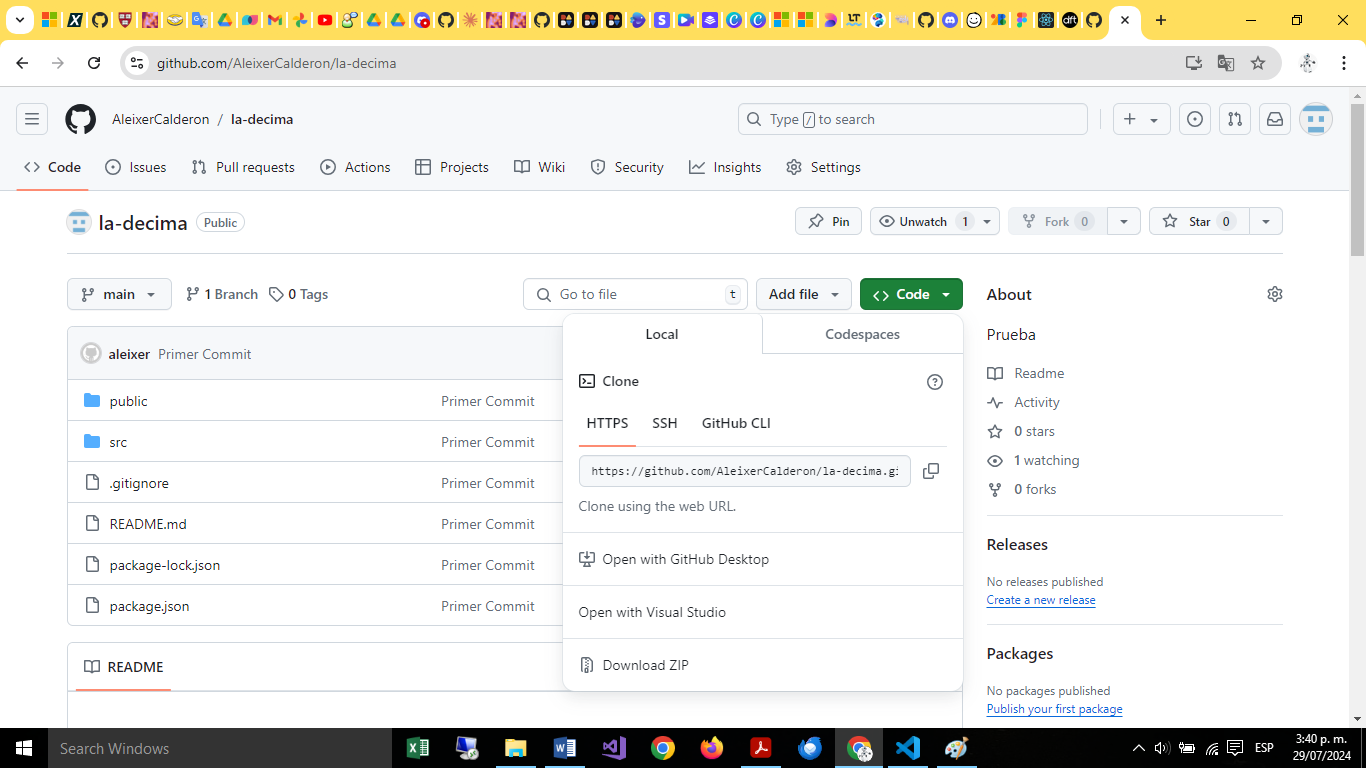 github.com/AleixerCalderon/la-decima
AleixerCalderon / la-decima
Type / to search
Code
Issues
Pull requests
Actions
Projects
Wiki
Security
Insights
Settings
la-decima
Public
Pin
Unwatch 1
Fork 0
Star 0
main
1 Branch
0 Tags
Go to file
t
Add file
Code
About
Local
Codespaces
Prueba
aleixer Primer Commit
Clone
Readme
public Primer Commit
Activity
HTTPS
SSH
GitHub CLI
0 stars
src Primer Commit
1 watching
https://github.com/AleixerCalderon/la-decima.gi
.gitignore Primer Commit
0 forks
Clone using the web URL.
README.md Primer Commit
Releases
Open with GitHub Desktop
package-lock.json Primer Commit
No releases published
Create a new release
package.json Primer Commit
Open with Visual Studio
Packages
README
Download ZIP
No packages published
Publish your first package
Search Windows
ESP
3:40 p. m.
29/07/2024